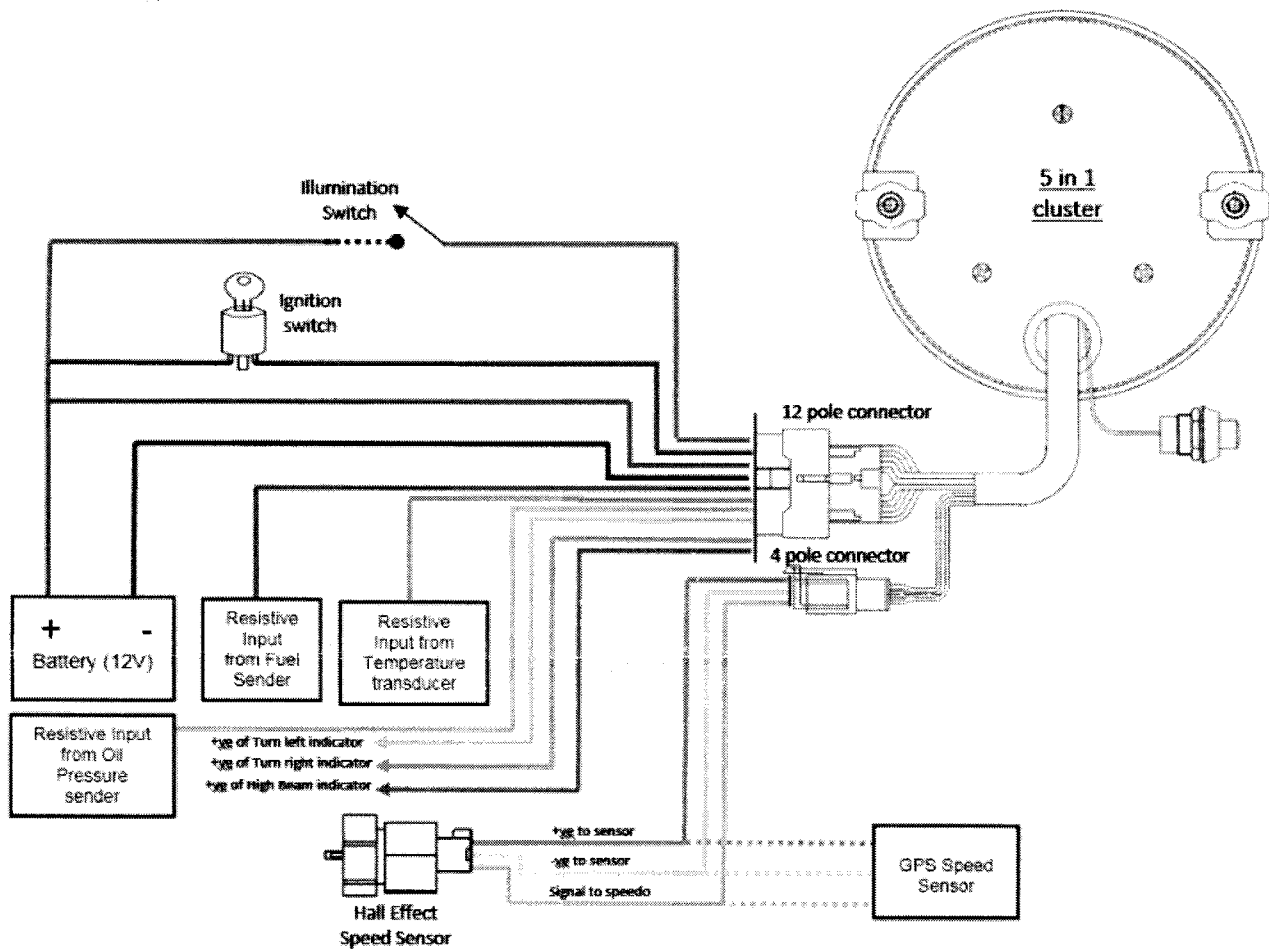 5 in 1
cluster
Illumination
Switch
Ignition
switch
12 pole connector
4 pole connector
+
-
Battery (12V)
Resistive
Input
from Fuel
Sender
Resistive
Input from
Temperature
transducer
Resistive Input
from Oil
Pressure
sender
+ve of Turn left indicator
+ve of Turn right indicator
+ve of High Beam indicator
+ve to sensor
-ve to sensor
Signal to speedo
GPS Speed
Sensor
Hall Effect
Speed Sensor